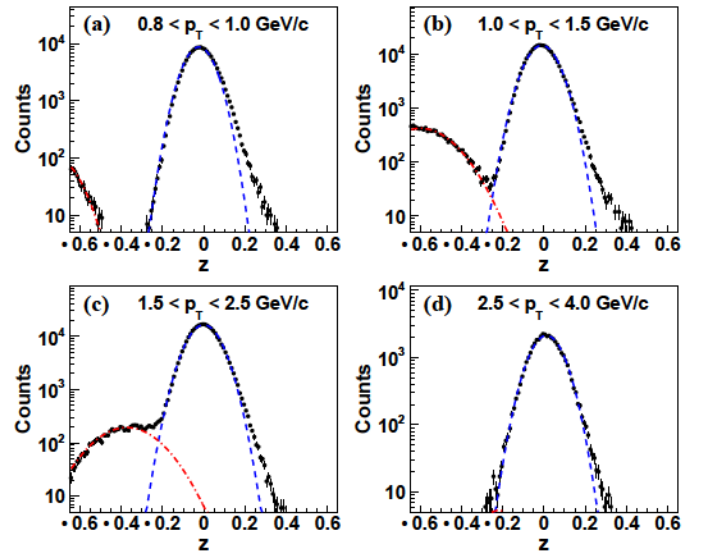 (a) 0.8 < p_T < 1.0 GeV/c
10^4
10^3
10^2
10
Counts
-0.6 -0.4 -0.2 0 0.2 0.4 0.6
z
(b) 1.0 < p_T < 1.5 GeV/c
10^4
10^3
10^2
10
Counts
-0.6 -0.4 -0.2 0 0.2 0.4 0.6
z
(c) 1.5 < p_T < 2.5 GeV/c
10^4
10^3
10^2
10
Counts
-0.6 -0.4 -0.2 0 0.2 0.4 0.6
z
(d) 2.5 < p_T < 4.0 GeV/c
10^4
10^3
10^2
10
Counts
-0.6 -0.4 -0.2 0 0.2 0.4 0.6
z